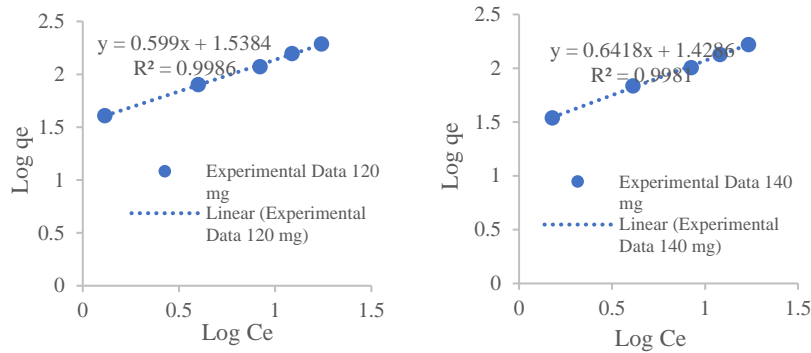 2.5
2
1.5
1
0.5
0
0
0.5
1
1.5
Log qe
Log Ce
y = 0.599x + 1.5384
R² = 0.9986
Experimental Data 120
mg
Linear (Experimental
Data 120 mg)
2.5
2
1.5
1
0.5
0
0
0.5
1
1.5
Log qe
Log Ce
y = 0.6418x + 1.4286
R² = 0.9981
Experimental Data 140
mg
Linear (Experimental
Data 140 mg)